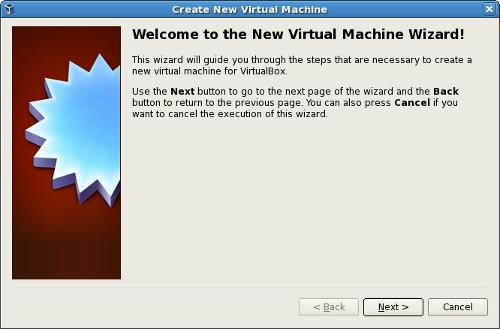 Create New Virtual Machine
Welcome to the New Virtual Machine Wizard!
This wizard will guide you through the steps that are necessary to create a
new virtual machine for VirtualBox.
Use the Next button to go to the next page of the wizard and the Back
button to return to the previous page. You can also press Cancel if you
want to cancel the execution of this wizard.
< Back
Next >
Cancel